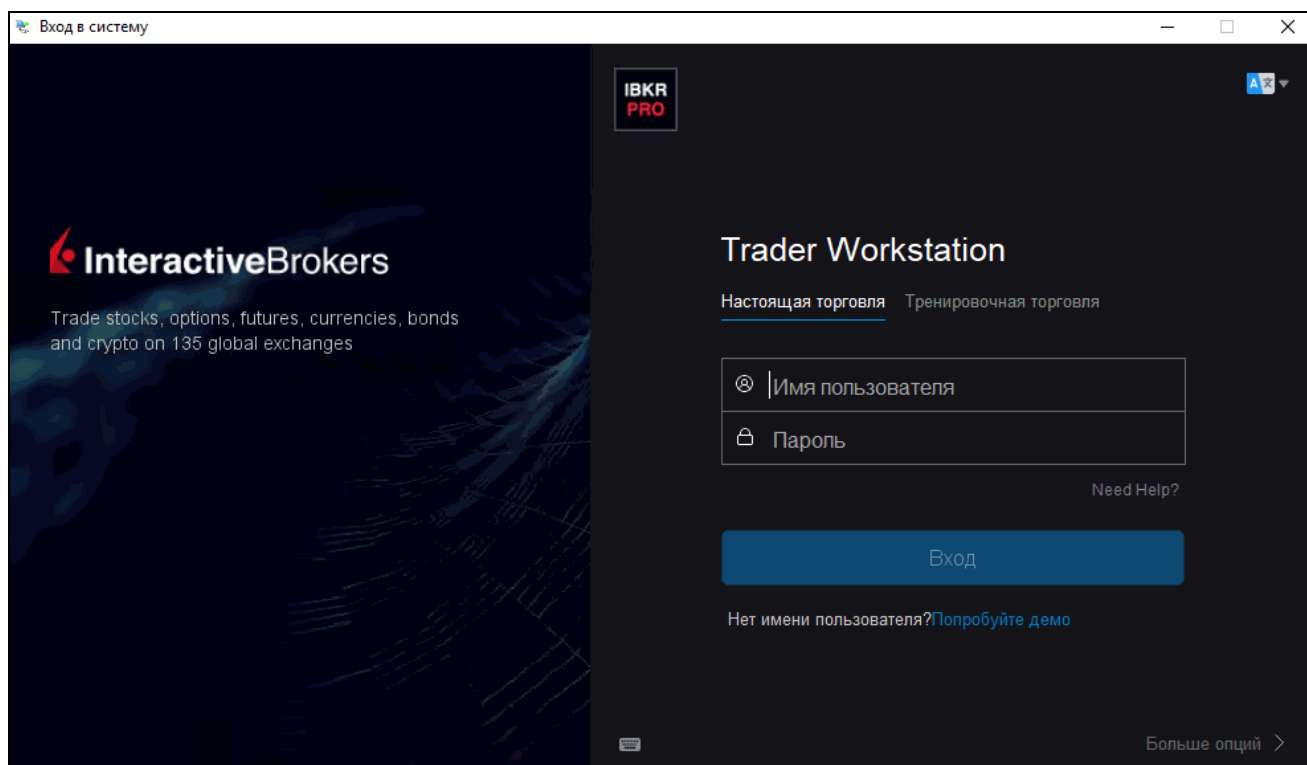 Вход в систему
IBKR
PRO
InteractiveBrokers
Trade stocks, options, futures, currencies, bonds
and crypto on 135 global exchanges
Trader Workstation
Настоящая торговля Тренировочная торговля
Имя пользователя
Пароль
Need Help?
Вход
Нет имени пользователя?Попробуйте демо
Больше опций